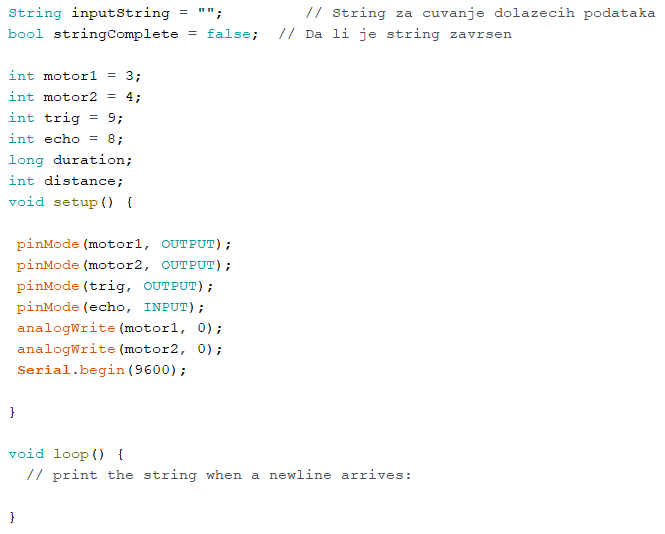 String inputString = "";         // String za cuvanje dolazecih podataka
bool stringComplete = false;  // Da li je string zavrsen

int motor1 = 3;
int motor2 = 4;
int trig = 9;
int echo = 8;
long duration;
int distance;
void setup() {

 pinMode(motor1, OUTPUT);
 pinMode(motor2, OUTPUT);
 pinMode(trig, OUTPUT);
 pinMode(echo, INPUT);
 analogWrite(motor1, 0);
 analogWrite(motor2, 0);
 Serial.begin(9600);

}

void loop() {
  // print the string when a newline arrives:

}